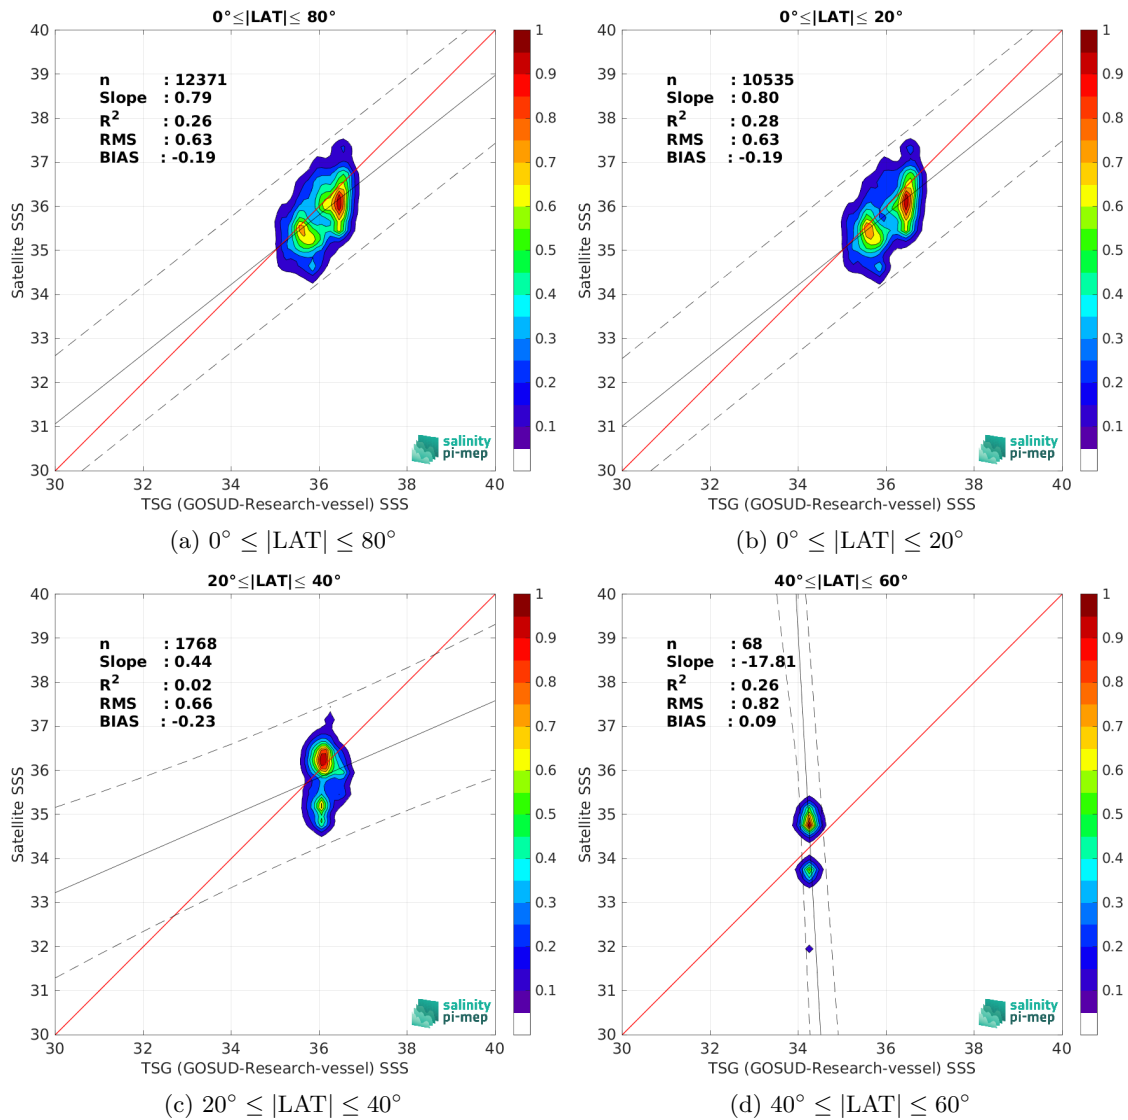 0°≤|LAT|≤ 80°
n : 12371
Slope : 0.79
R² : 0.26
RMS : 0.63
BIAS : -0.19
Satellite SSS
40
39
38
37
36
35
34
33
32
31
30
30 32 34 36 38 40
TSG (GOSUD-Research-vessel) SSS
1
0.9
0.8
0.7
0.6
0.5
0.4
0.3
0.2
0.1
salinity
pi-mep
(a) 0° ≤ |LAT| ≤ 80°
0°≤|LAT|≤ 20°
n : 10535
Slope : 0.80
R² : 0.28
RMS : 0.63
BIAS : -0.19
Satellite SSS
40
39
38
37
36
35
34
33
32
31
30
30 32 34 36 38 40
TSG (GOSUD-Research-vessel) SSS
1
0.9
0.8
0.7
0.6
0.5
0.4
0.3
0.2
0.1
salinity
pi-mep
(b) 0° ≤ |LAT| ≤ 20°
20°≤|LAT|≤ 40°
n : 1768
Slope : 0.44
R² : 0.02
RMS : 0.66
BIAS : -0.23
Satellite SSS
40
39
38
37
36
35
34
33
32
31
30
30 32 34 36 38 40
TSG (GOSUD-Research-vessel) SSS
1
0.9
0.8
0.7
0.6
0.5
0.4
0.3
0.2
0.1
salinity
pi-mep
(c) 20° ≤ |LAT| ≤ 40°
40°≤|LAT|≤ 60°
n : 68
Slope : -17.81
R² : 0.26
RMS : 0.82
BIAS : 0.09
Satellite SSS
40
39
38
37
36
35
34
33
32
31
30
30 32 34 36 38 40
TSG (GOSUD-Research-vessel) SSS
1
0.9
0.8
0.7
0.6
0.5
0.4
0.3
0.2
0.1
salinity
pi-mep
(d) 40° ≤ |LAT| ≤ 60°